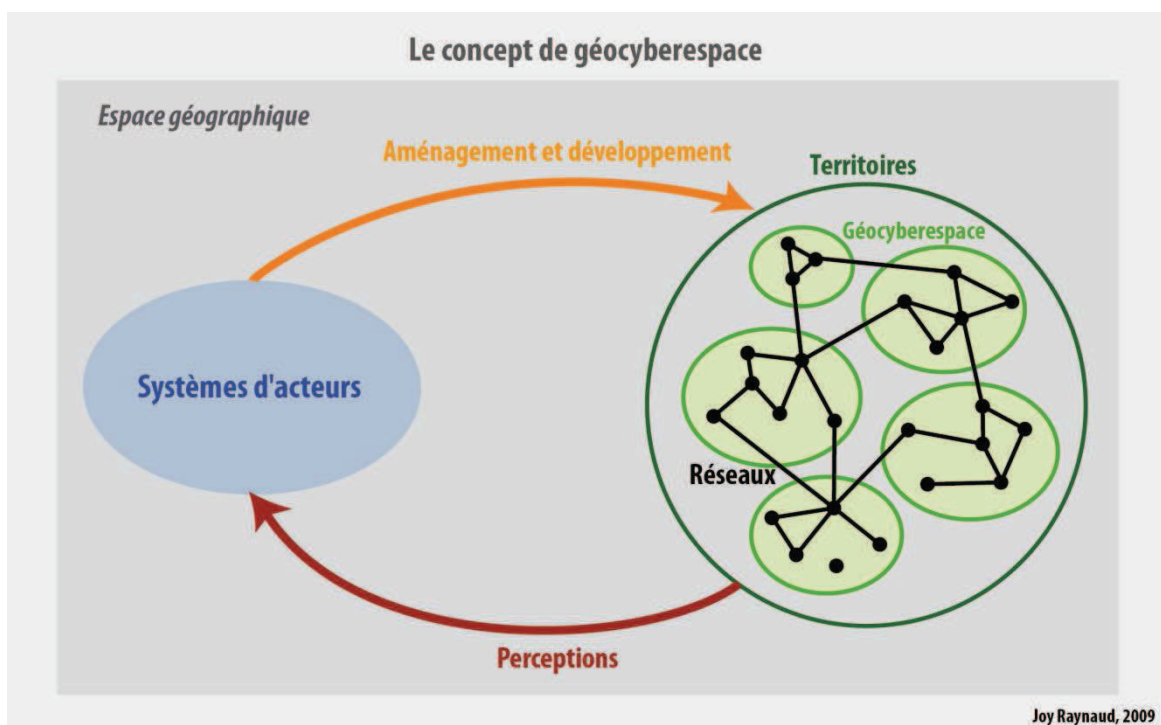 Le concept de géocyberespace
Espace géographique
Aménagement et développement
Territoires
Géocyberespace
Systèmes d'acteurs
Réseaux
Perceptions
Joy Raynaud, 2009